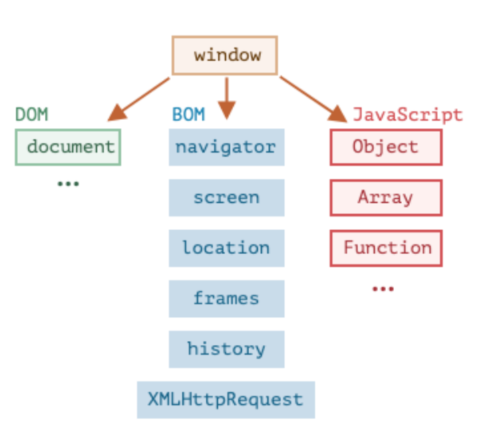 window
DOM
BOM
JavaScript
document
navigator
Object
...
screen
Array
location
Function
frames
...
history
XMLHttpRequest